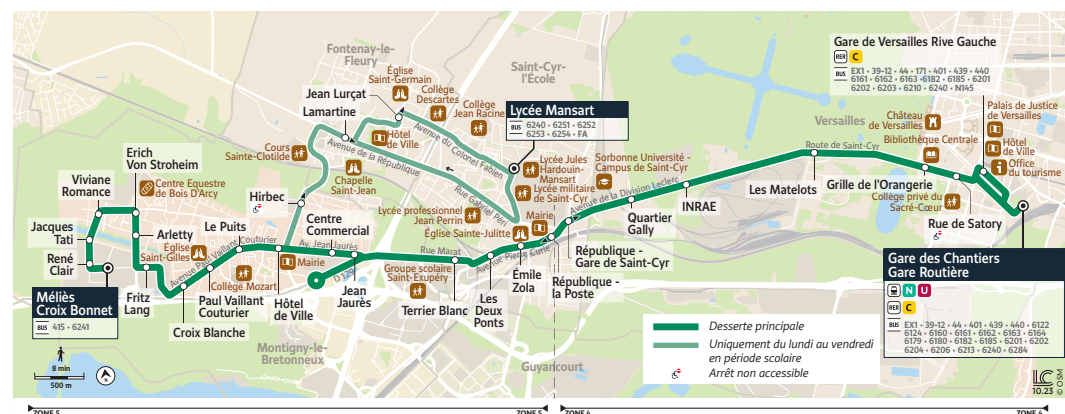 Fontenay-le-
Fleury
Saint-Cyr-
l'École
Versailles
Montigny-le-
Bretonneux
Guyancourt
Gare de Versailles Rive Gauche
RER C
BUS EX1 • 39-12 • 44 • 171 • 401 • 439 • 440
6161 • 6162 • 6163 • 6182 • 6185 • 6201
6202 • 6203 • 6210 • 6240 • N145
Palais de Justice
de Versailles
Hôtel
de Ville
Office
du tourisme
Château
de Versailles
Bibliothèque Centrale
Route de Saint-Cyr
Grille de l'Orangerie
Collège privé du
Sacré-Cœur
Rue de Satory
Les Matelots
INRAE
Quartier
Gally
Sorbonne Université -
Campus de Saint-Cyr
Avenue de la Division Leclerc
République -
Gare de Saint-Cyr
République -
la Poste
Lycée Mansart
BUS 6240 • 6251 • 6252
6253 • 6254 • FA
Église
Saint-Germain
Collège
Descartes
Collège
Jean Racine
Jean Lurçat
Lamartine
Hôtel
de Ville
Avenue du Colonel Fabien
Avenue de la République
Rue Gabriel Péri
Lycée Jules
Hardouin-
Mansart
Lycée militaire
de Saint-Cyr
Mairie
Cours
Sainte-Clotilde
Chapelle
Saint-Jean
Lycée professionnel
Jean Perrin
Église Sainte-Julitte
Avenue Pierre Curie
Émile
Zola
Les
Deux
Ponts
Rue Marat
Terrier Blanc
Groupe scolaire
Saint-Exupéry
Jean
Jaurès
D 129
Av. Jean Jaurès
Centre
Commercial
Hirbec
Mairie
Hôtel
de Ville
Le Puits
Avenue Paul Vaillant Couturier
Collège Mozart
Paul Vaillant
Couturier
Croix Blanche
Église
Saint-Gilles
Fritz
Lang
Arletty
Centre Equestre
de Bois D'Arcy
Erich
Von Stroheim
Viviane
Romance
Jacques
Tati
René
Clair
Méliès
Croix Bonnet
BUS 415 • 6241
Gare des Chantiers
Gare Routière
N U
RER C
BUS EX1 • 39-12 • 44 • 401 • 439 • 440 • 6122
6124 • 6160 • 6161 • 6162 • 6163 • 6164
6179 • 6180 • 6182 • 6185 • 6201 • 6202
6204 • 6206 • 6213 • 6240 • 6284
Desserte principale
Uniquement du lundi au vendredi
en période scolaire
Arrêt non accessible
8 min
500 m
N
LC
10.23
© OSM
ZONE 5
ZONE 5
ZONE 4
ZONE 4